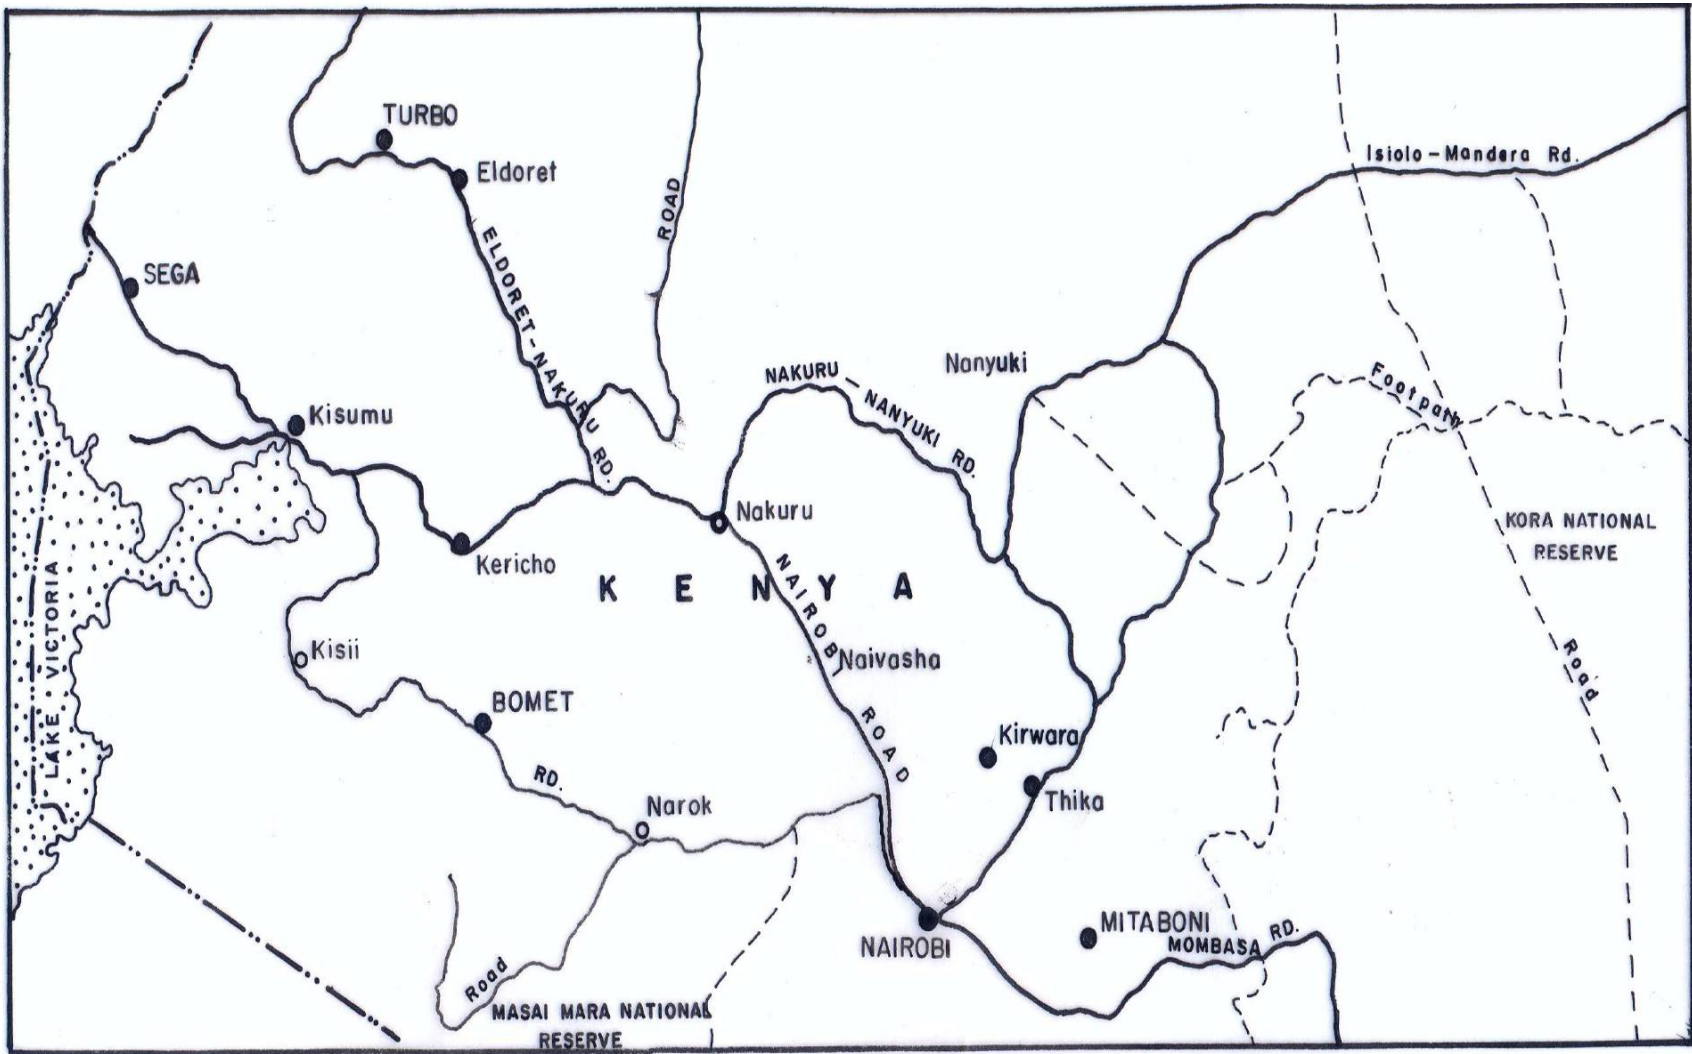 TURBO
Eldoret
SEGA
ROAD
Isiolo-Mandera Rd.
ELDORET-NAKURU RD.
Kisumu
NAKURU-NANYUKI RD.
Nanyuki
Footpath
Nakuru
KORA NATIONAL
RESERVE
Kericho
KENYA
LAKE VICTORIA
NAIROBI ROAD
Kisii
Naivasha
Road
BOMET
Kirwara
RD.
Narok
Thika
MITABONI
NAIROBI
MOMBASA RD.
Road
MASAI MARA NATIONAL
RESERVE